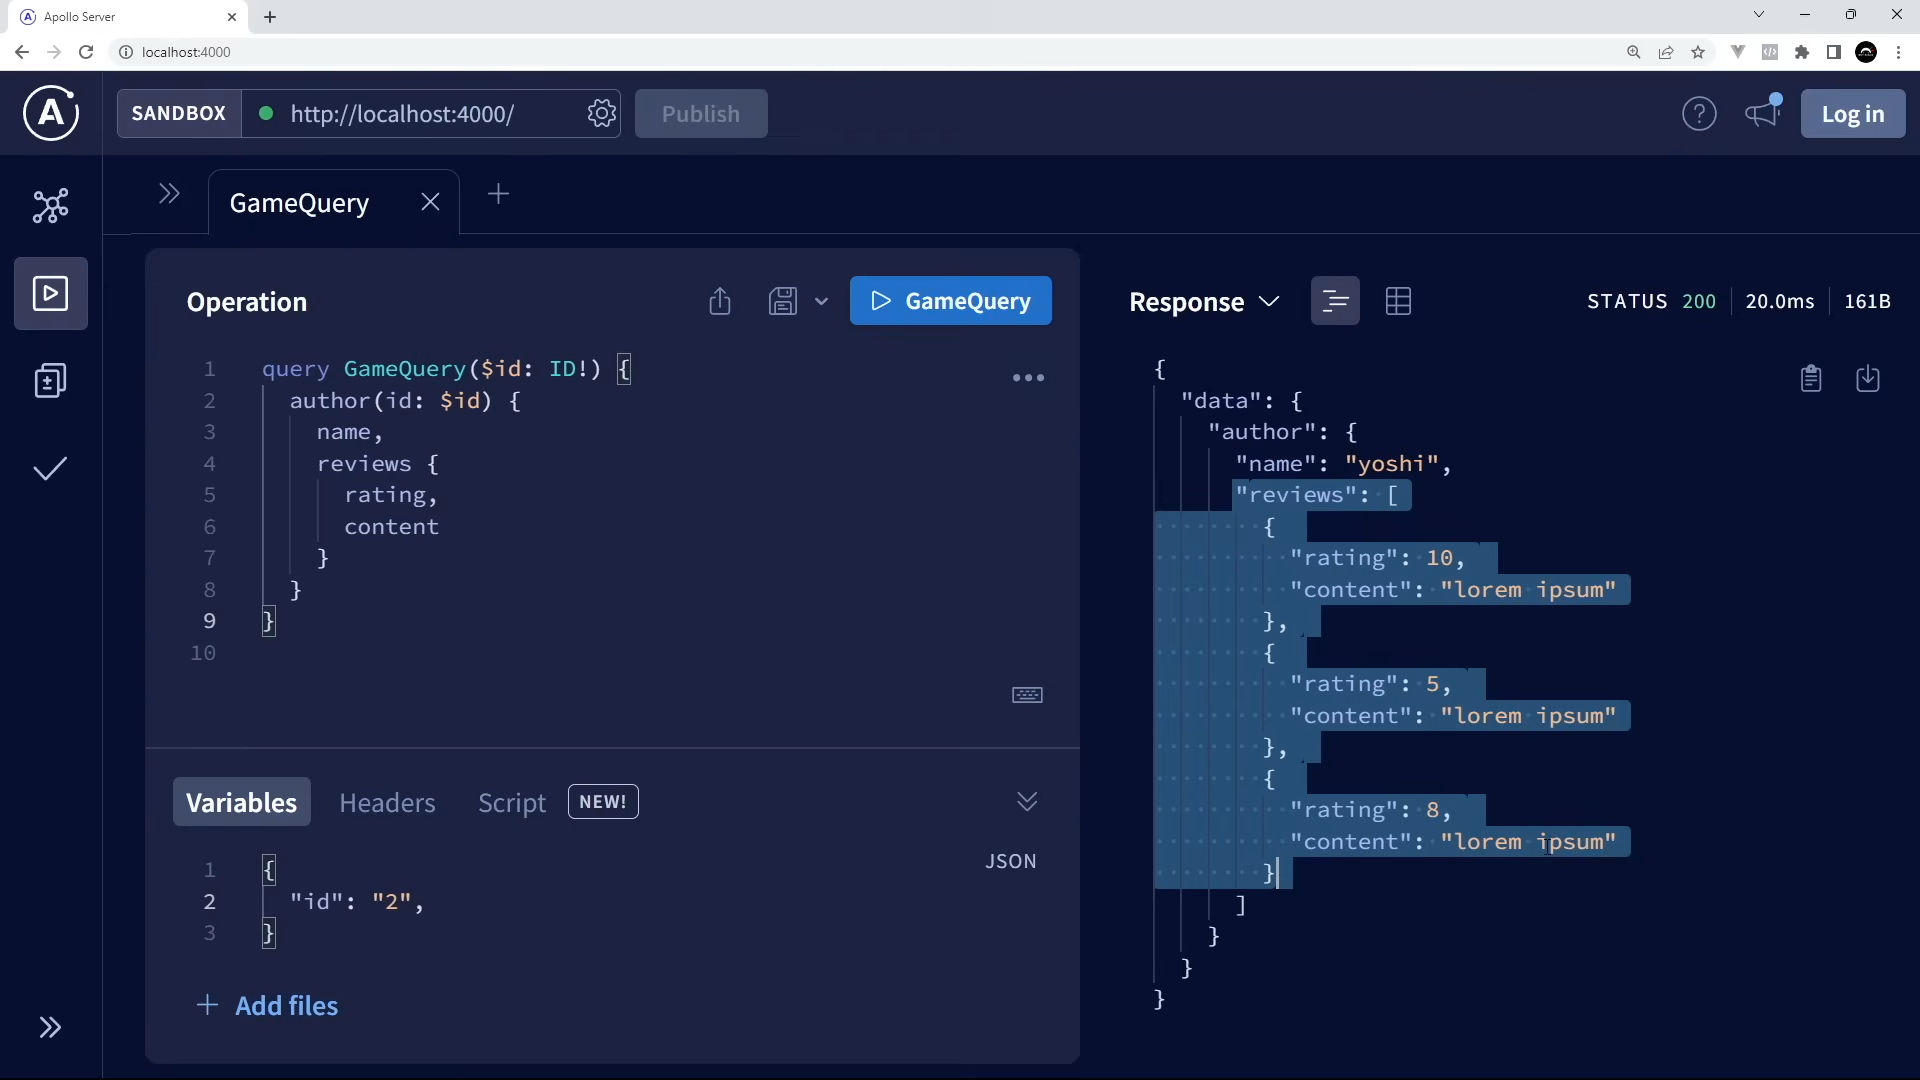 Apollo Server
localhost:4000
SANDBOX
http://localhost:4000/
Publish
Log in
GameQuery
Operation
GameQuery
1 query GameQuery($id: ID!) {
2 author(id: $id) {
3 name,
4 reviews {
5 rating,
6 content
7 }
8 }
9 }
10
Variables
Headers
Script
NEW!
JSON
1 {
2 "id": "2",
3 }
Add files
Response
STATUS 200
20.0ms
161B
{
"data": {
"author": {
"name": "yoshi",
"reviews": [
{
"rating": 10,
"content": "lorem ipsum"
},
{
"rating": 5,
"content": "lorem ipsum"
},
{
"rating": 8,
"content": "lorem ipsum"
}
]
}
}
}